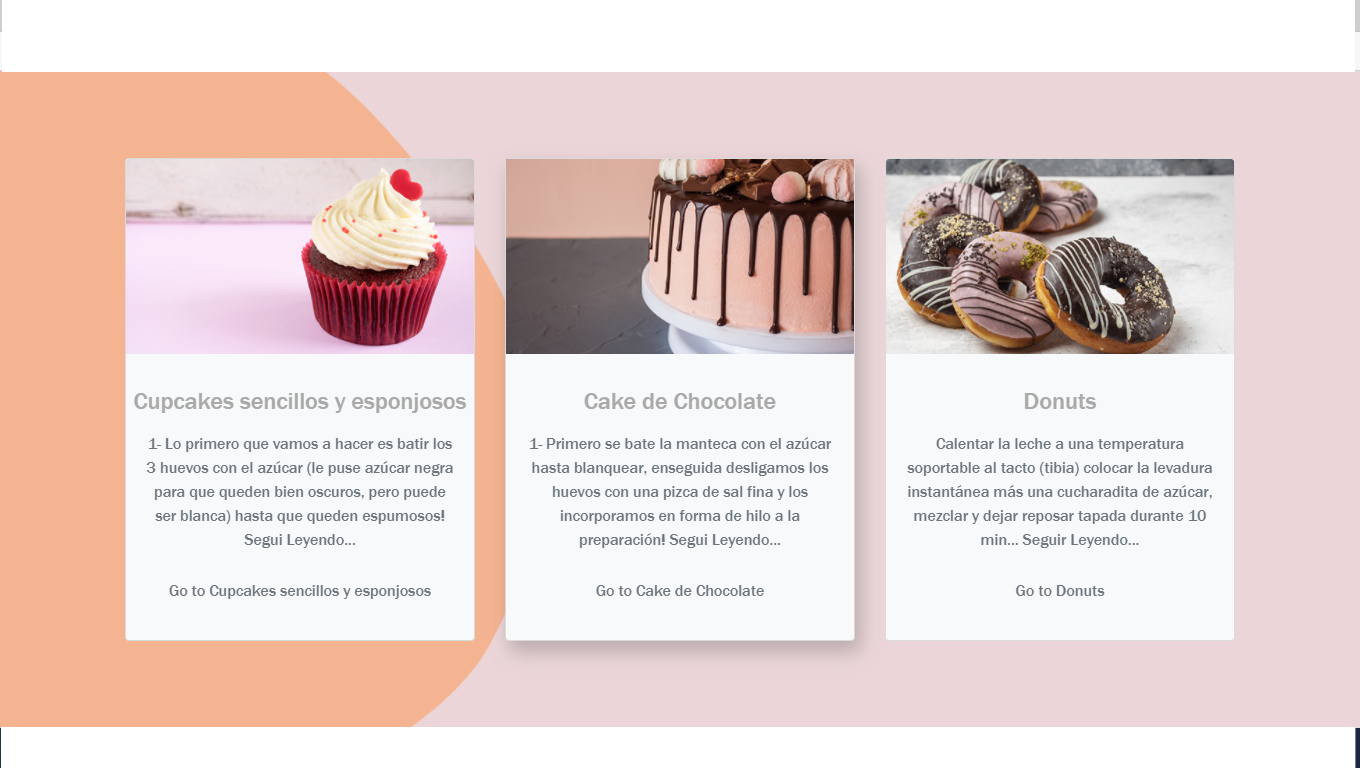 Cupcakes sencillos y esponjosos
1- Lo primero que vamos a hacer es batir los
3 huevos con el azúcar (le puse azúcar negra
para que queden bien oscuros, pero puede
ser blanca) hasta que queden espumosos!
Segui Leyendo...
Go to Cupcakes sencillos y esponjosos
Cake de Chocolate
1- Primero se bate la manteca con el azúcar
hasta blanquear, enseguida desligamos los
huevos con una pizca de sal fina y los
incorporamos en forma de hilo a la
preparación! Segui Leyendo...
Go to Cake de Chocolate
Donuts
Calentar la leche a una temperatura
soportable al tacto (tibia) colocar la levadura
instantánea más una cucharadita de azúcar,
mezclar y dejar reposar tapada durante 10
min... Seguir Leyendo...
Go to Donuts